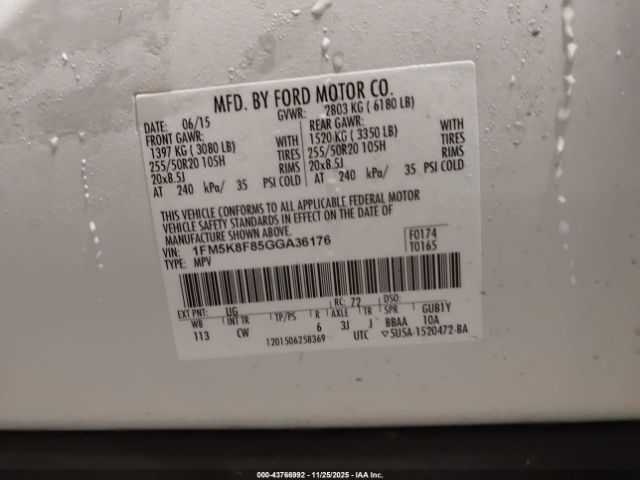 MFD. BY FORD MOTOR CO.
DATE: 06/15 GVWR: 2803 KG ( 6180 LB)
FRONT GAWR: WITH REAR GAWR: WITH
1397 KG ( 3080 LB) TIRES 1520 KG ( 3350 LB) TIRES
255/50R20 105H RIMS 255/50R20 105H RIMS
20x8.5J 20x8.5J
AT 240 kPa/ 35 PSI COLD AT 240 kPa/ 35 PSI COLD
THIS VEHICLE CONFORMS TO ALL APPLICABLE FEDERAL MOTOR
VEHICLE SAFETY STANDARDS IN EFFECT ON THE DATE OF
MANUFACTURE SHOWN ABOVE.
VIN: 1FM5K8F85GGA36176 F0174
TYPE: MPV T0165
EXT PNT: UG RC: 72 DSO:
WB INT TR TP/PS R AXLE TR SPR GUB1Y
113 CW 6 3J J BBAA 10A
1201506258369 UTC ▽5U5A-1520472-BA
000-43766992 - 11/25/2025 - IAA Inc.